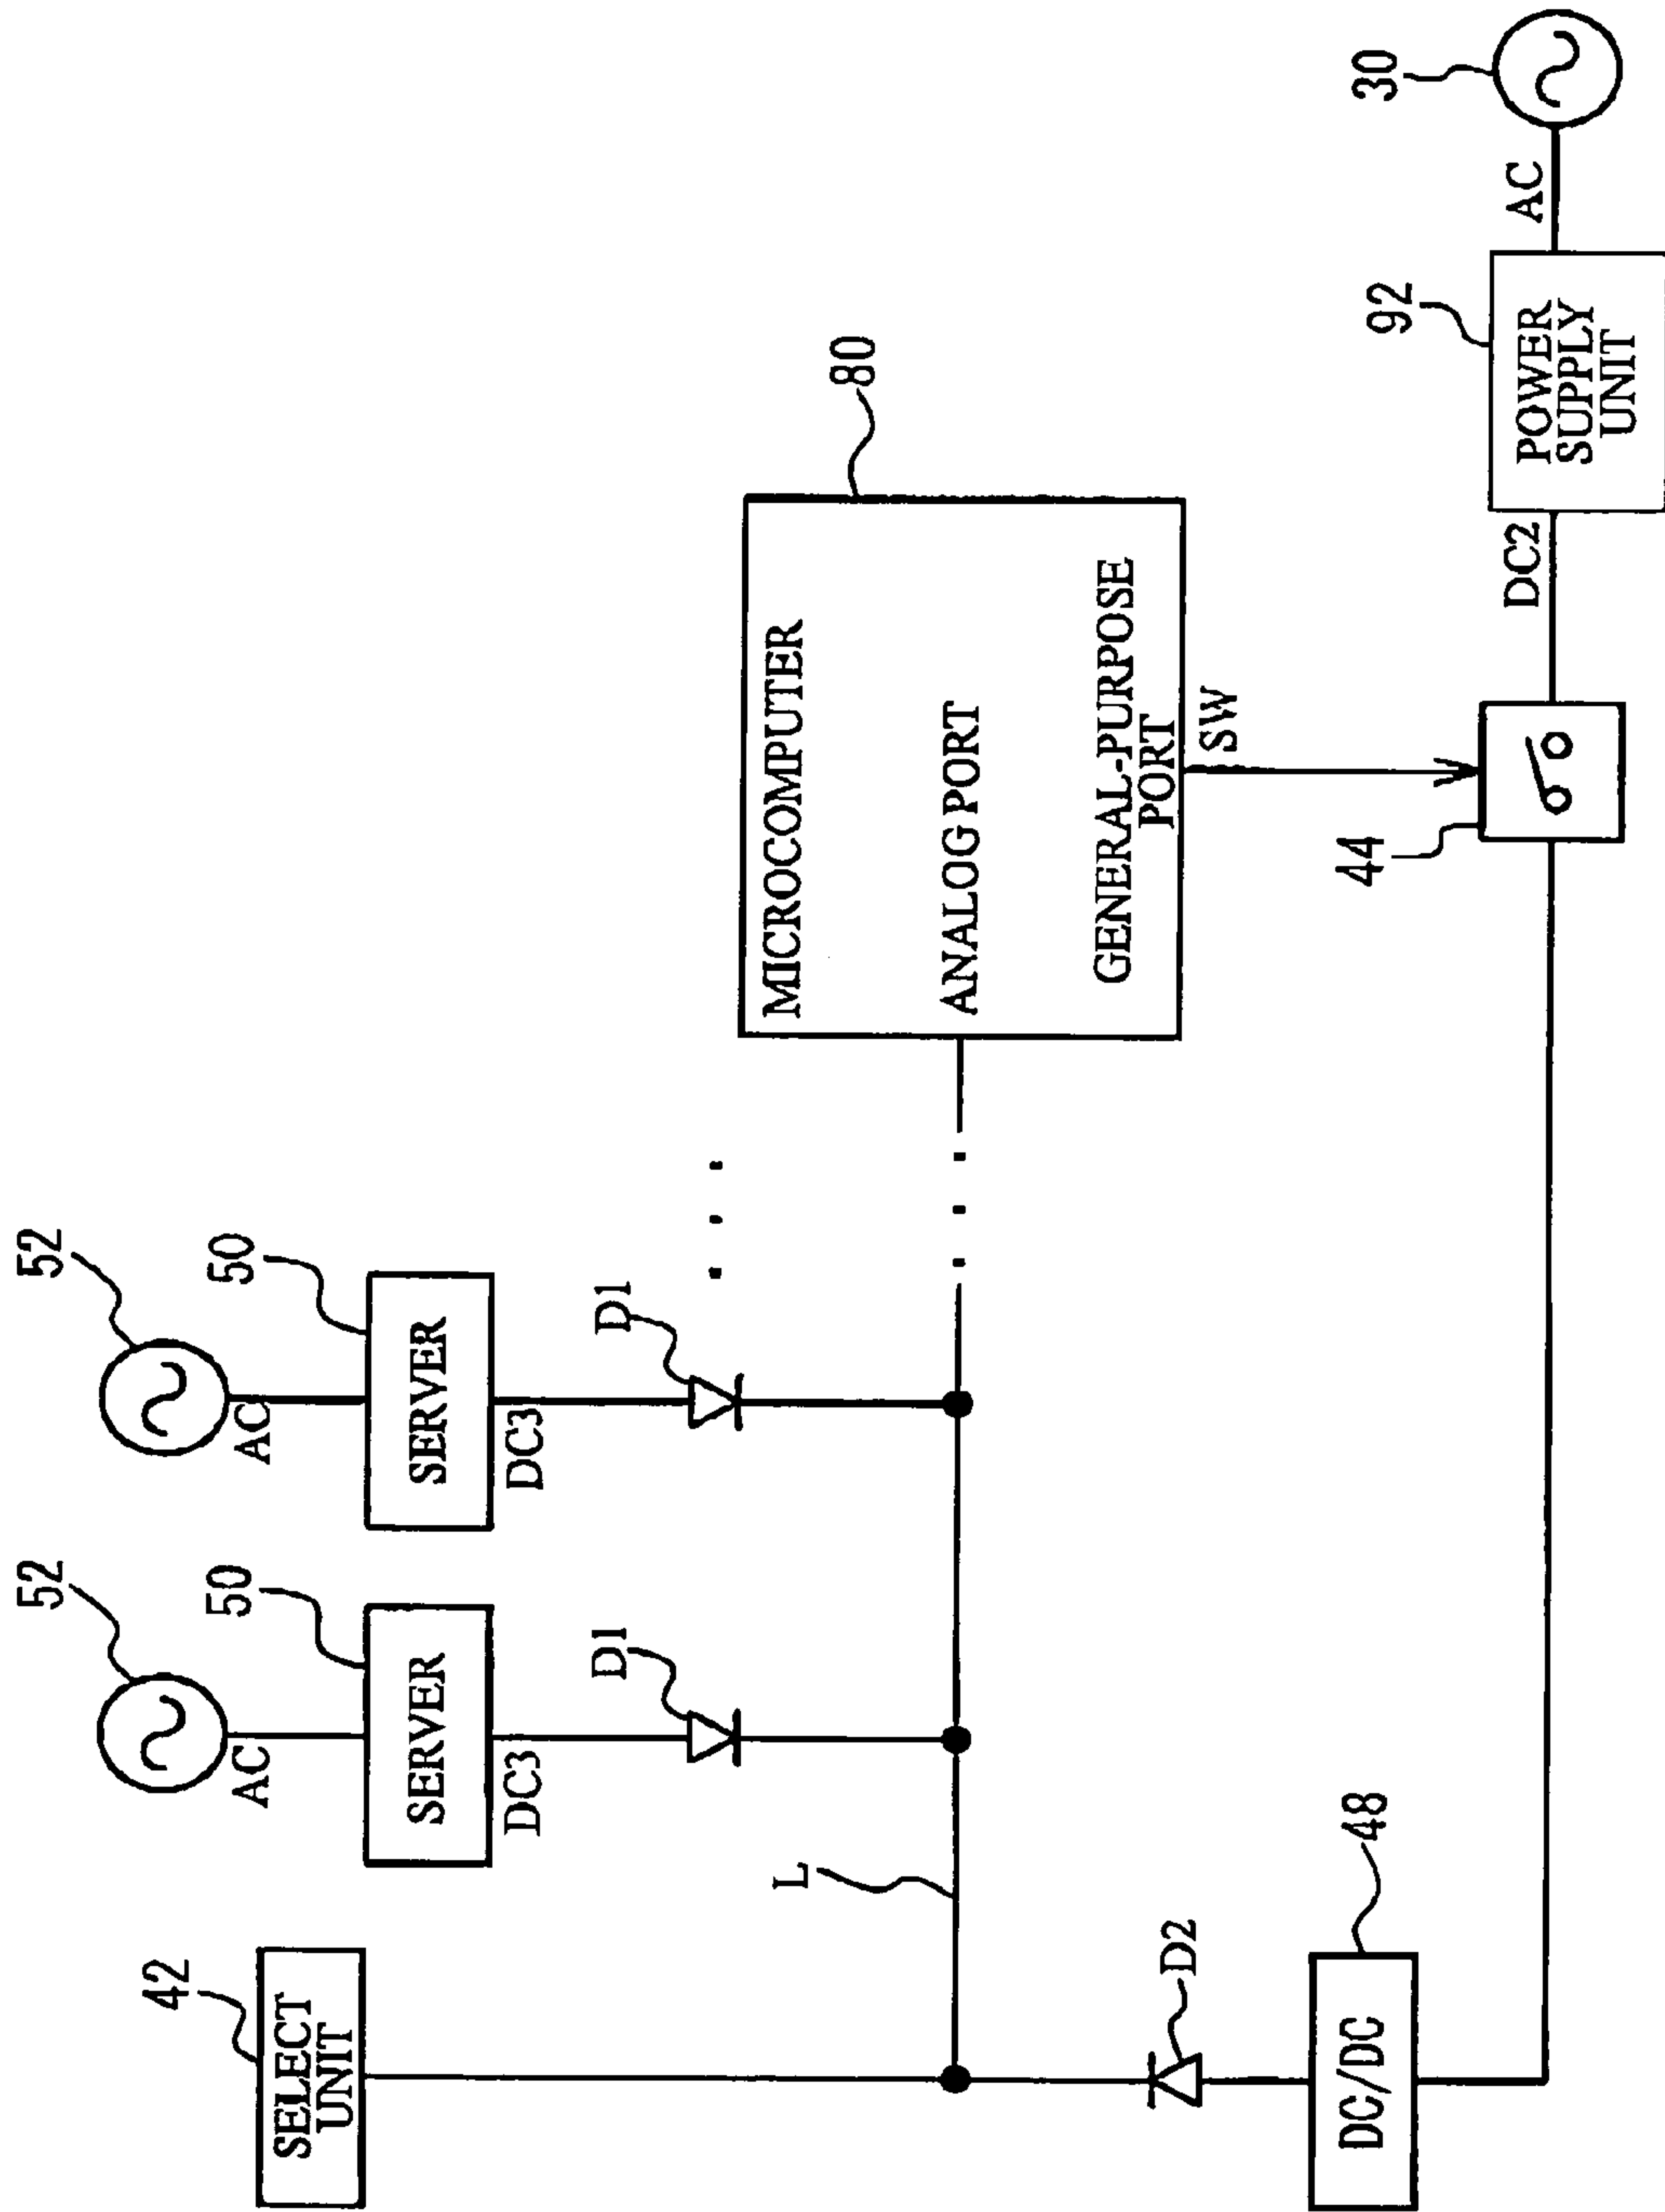 52
52
AC
AC
42
50
50
SELECT
UNIT
SERVER
SERVER
DC3
DC3
D1
D1
80
L
MICROCOMPUTER
ANALOG PORT
GENERAL-PURPOSE
PORT
D2
SW
48
44
92
30
DC/DC
DC2
POWER
SUPPLY
UNIT
AC